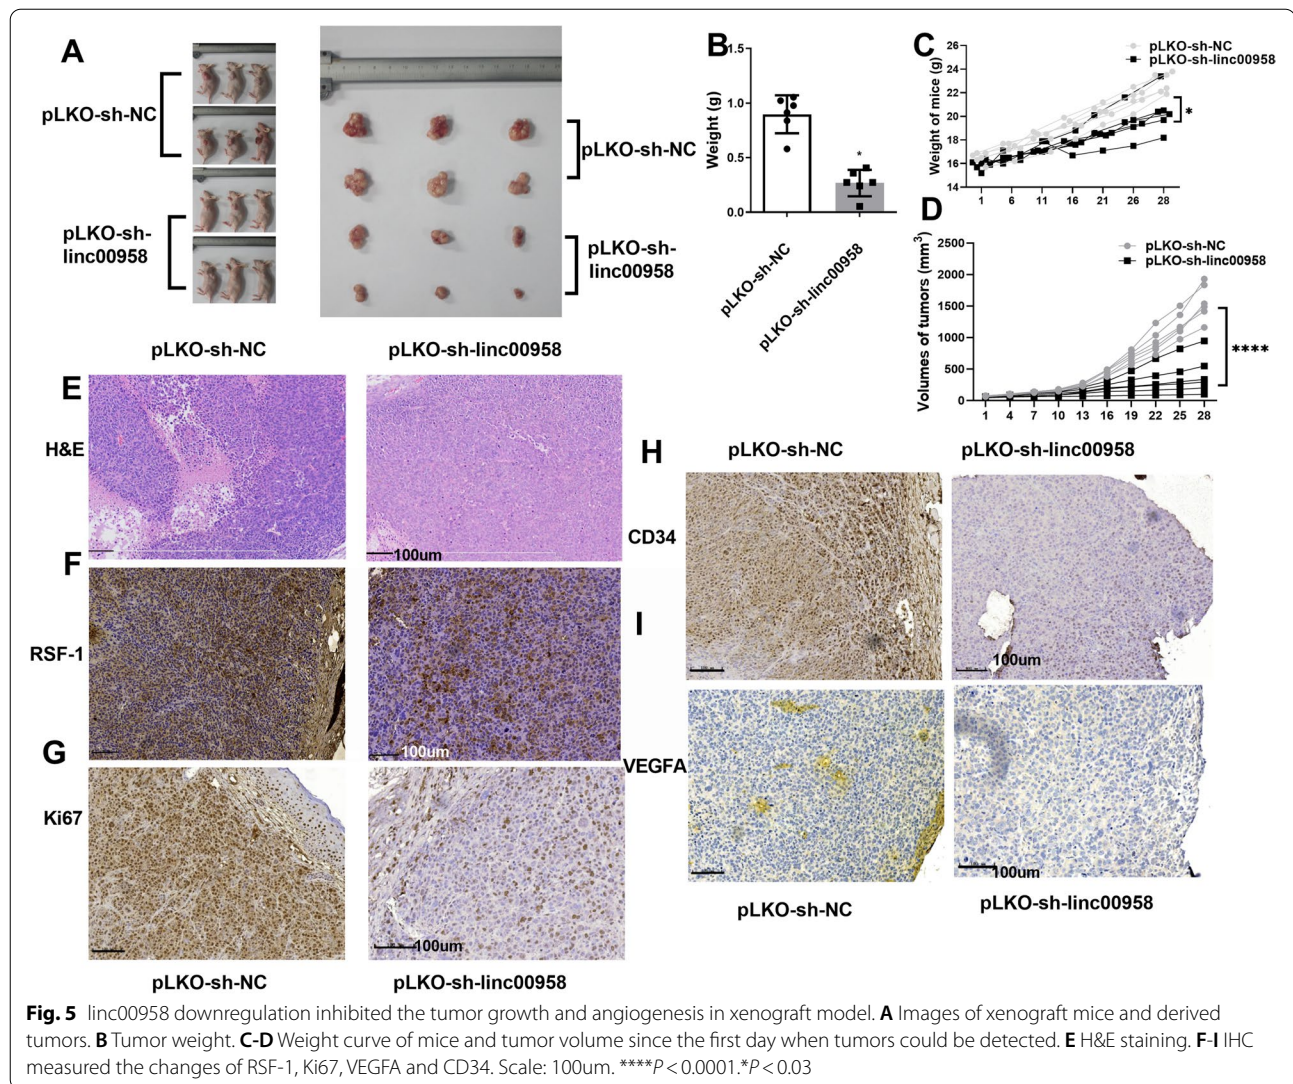 A
pLKO-sh-NC
pLKO-sh-
linc00958
pLKO-sh-NC
pLKO-sh-
linc00958
B
Weight (g)
1.5
1.0
0.5
0.0
*
pLKO-sh-NC
pLKO-sh-linc00958
C
Weight of mice (g)
26
24
22
20
18
16
14
1 6 11 16 21 26 28
pLKO-sh-NC
pLKO-sh-linc00958
*
D
Volumes of tumors (mm³)
2500
2000
1500
1000
500
0
1 4 7 10 13 16 19 22 25 28
pLKO-sh-NC
pLKO-sh-linc00958
****
pLKO-sh-NC pLKO-sh-linc00958
E
H&E
100um
F
RSF-1
100um
G
Ki67
100um
pLKO-sh-NC pLKO-sh-linc00958
pLKO-sh-NC pLKO-sh-linc00958
H
CD34
100um
I
VEGFA
100um
pLKO-sh-NC pLKO-sh-linc00958
Fig. 5 linc00958 downregulation inhibited the tumor growth and angiogenesis in xenograft model. A Images of xenograft mice and derived
tumors. B Tumor weight. C-D Weight curve of mice and tumor volume since the first day when tumors could be detected. E H&E staining. F-I IHC
measured the changes of RSF-1, Ki67, VEGFA and CD34. Scale: 100um. ****P < 0.0001.*P < 0.03